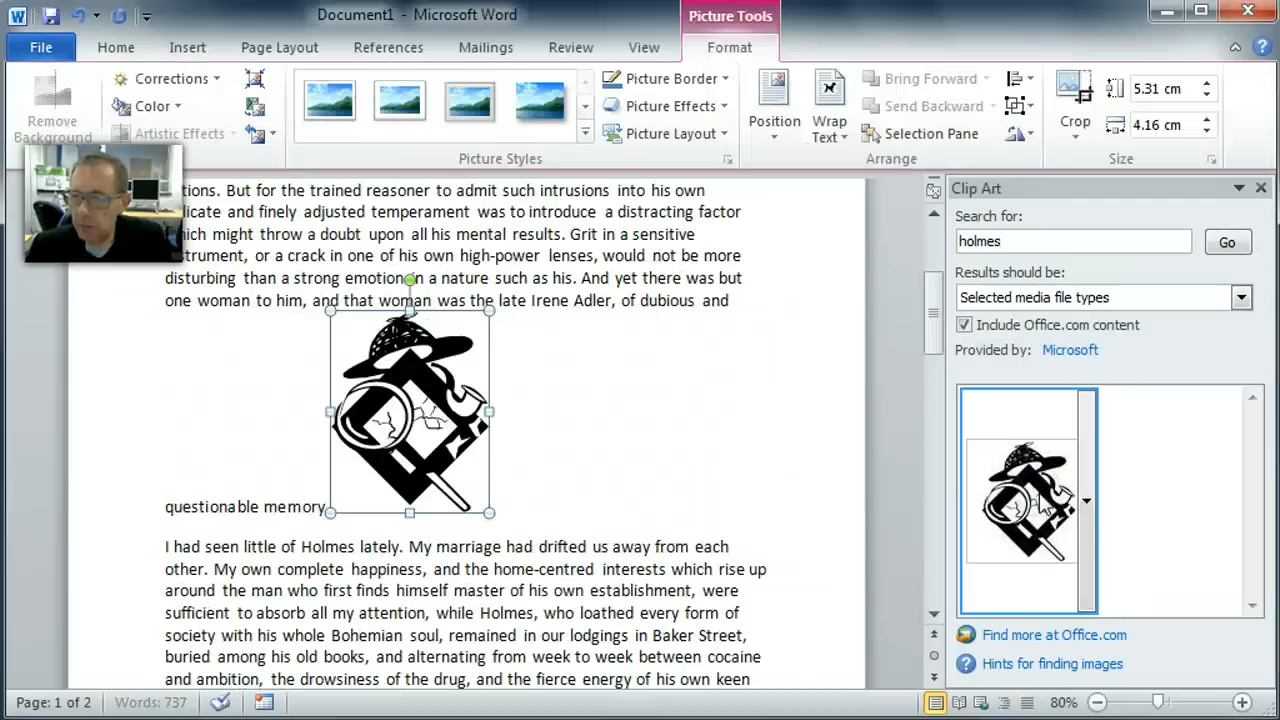 Document1 - Microsoft Word
Picture Tools
File Home Insert Page Layout References Mailings Review View Format
Remove Background
Corrections
Color
Artistic Effects
Picture Border
Picture Effects
Picture Layout
Picture Styles
Position
Wrap Text
Bring Forward
Send Backward
Selection Pane
Arrange
Crop
5.31 cm
4.16 cm
Size
But for the trained reasoner to admit such intrusions into his own
and finely adjusted temperament was to introduce a distracting factor
might throw a doubt upon all his mental results. Grit in a sensitive
or a crack in one of his own high-power lenses, would not be more
disturbing than a strong emotion in a nature such as his. And yet there was but
one woman to him, and that woman was the late Irene Adler, of dubious and
questionable memory
I had seen little of Holmes lately. My marriage had drifted us away from each
other. My own complete happiness, and the home-centred interests which rise up
around the man who first finds himself master of his own establishment, were
sufficient to absorb all my attention, while Holmes, who loathed every form of
society with his whole Bohemian soul, remained in our lodgings in Baker Street,
buried among his old books, and alternating from week to week between cocaine
and ambition, the drowsiness of the drug, and the fierce energy of his own keen
Clip Art
Search for:
holmes
Go
Results should be:
Selected media file types
Include Office.com content
Provided by: Microsoft
Find more at Office.com
Hints for finding images
Page: 1 of 2
Words: 737
80%